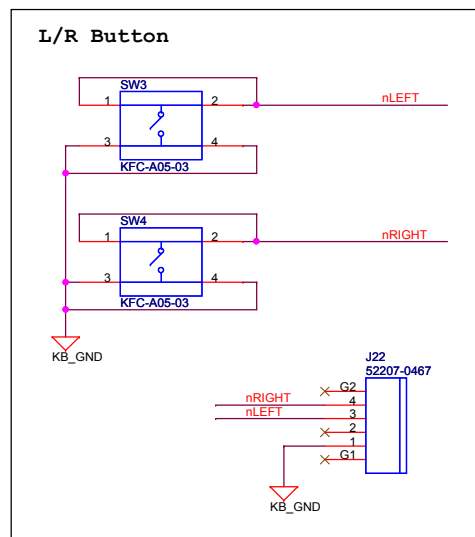 L/R Button
SW3
1 2 nLEFT
3 4
KFC-A05-03
SW4
1 2 nRIGHT
3 4
KFC-A05-03
KB_GND
J22
52207-0467
G2
nRIGHT 4
nLEFT 3
2
1
G1
KB_GND